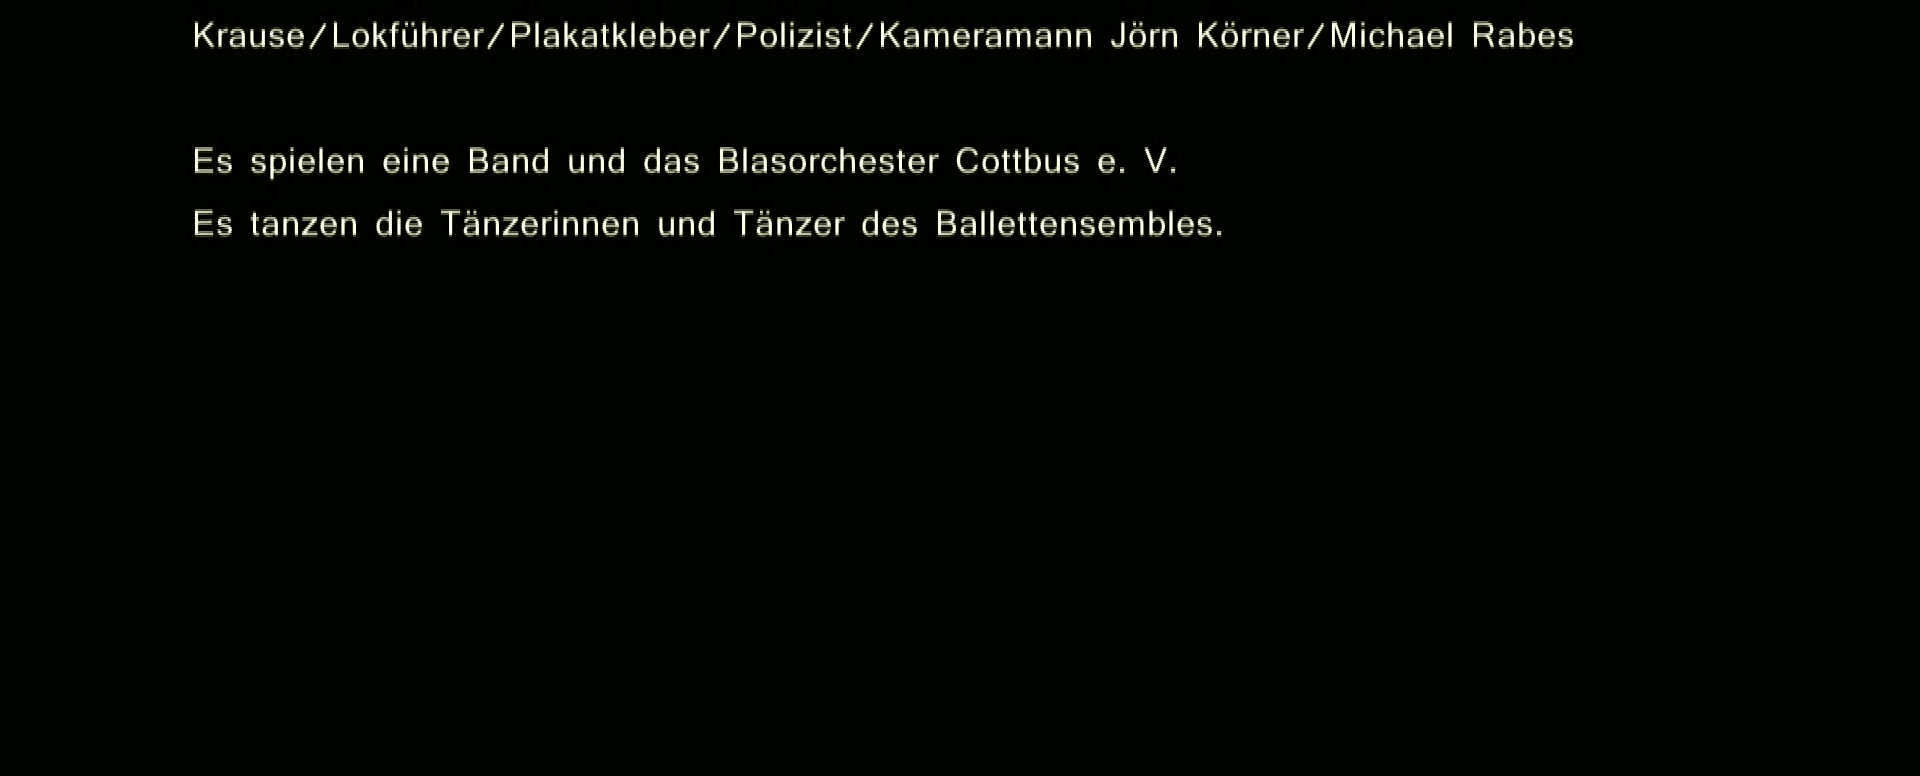 Krause/Lokführer/Plakatkleber/Polizist/Kameramann Jörn Körner/Michael Rabes
Es spielen eine Band und das Blasorchester Cottbus e. V.
Es tanzen die Tänzerinnen und Tänzer des Ballettensembles.